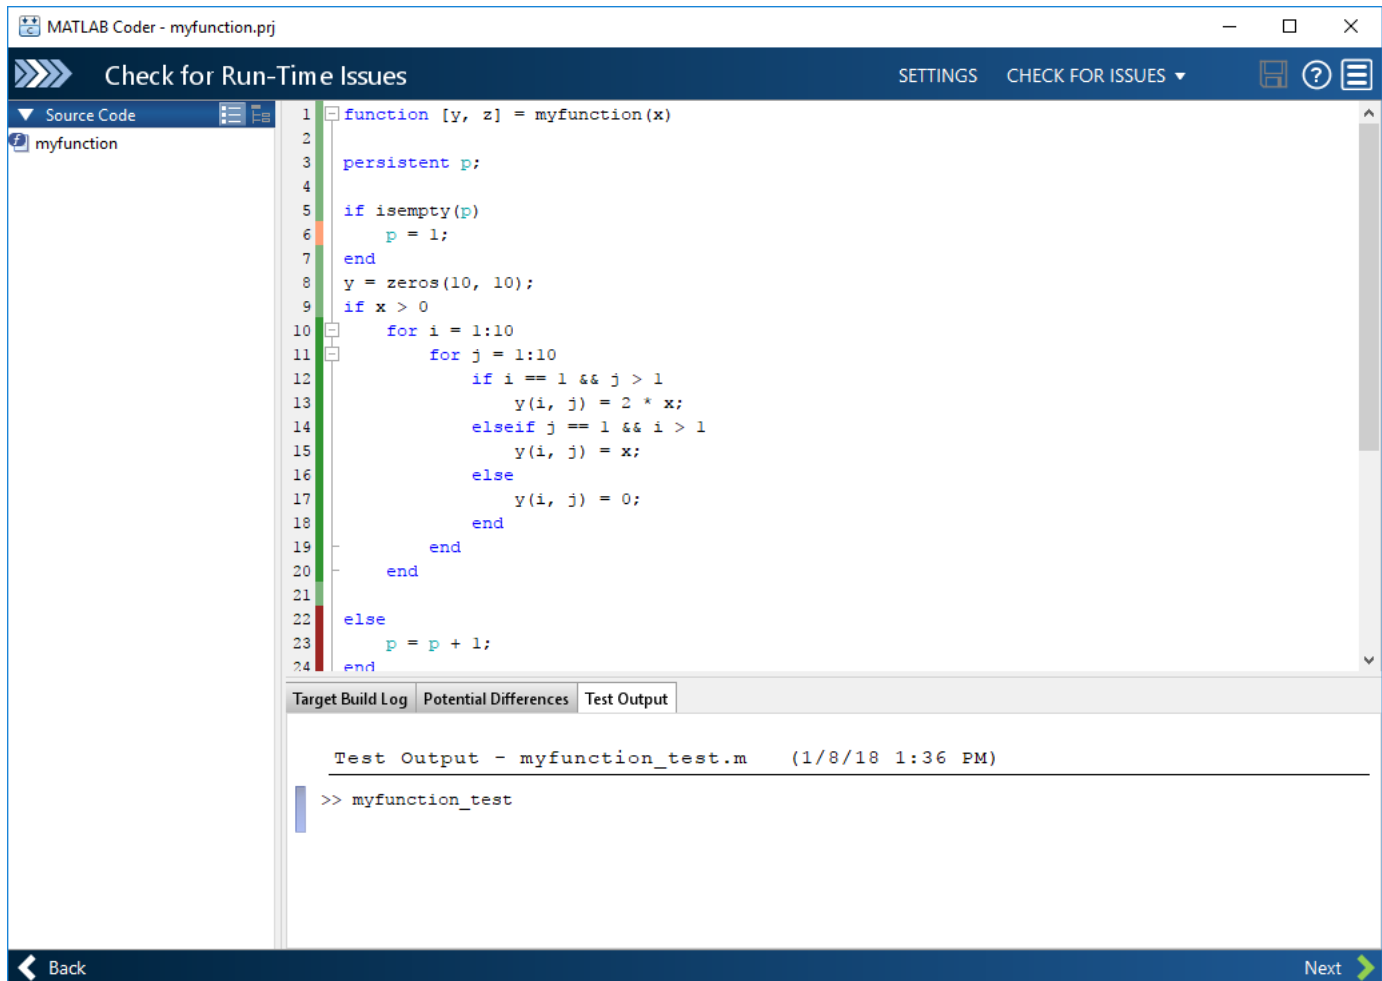 MATLAB Coder - myfunction.prj
Check for Run-Time Issues
SETTINGS
CHECK FOR ISSUES
Source Code
myfunction
1 function [y, z] = myfunction(x)
2
3 persistent p;
4
5 if isempty(p)
6 p = 1;
7 end
8 y = zeros(10, 10);
9 if x > 0
10 for i = 1:10
11 for j = 1:10
12 if i == 1 && j > 1
13 y(i, j) = 2 * x;
14 elseif j == 1 && i > 1
15 y(i, j) = x;
16 else
17 y(i, j) = 0;
18 end
19 end
20 end
21
22 else
23 p = p + 1;
24 end
Target Build Log
Potential Differences
Test Output
Test Output - myfunction_test.m (1/8/18 1:36 PM)
>> myfunction_test
Back
Next